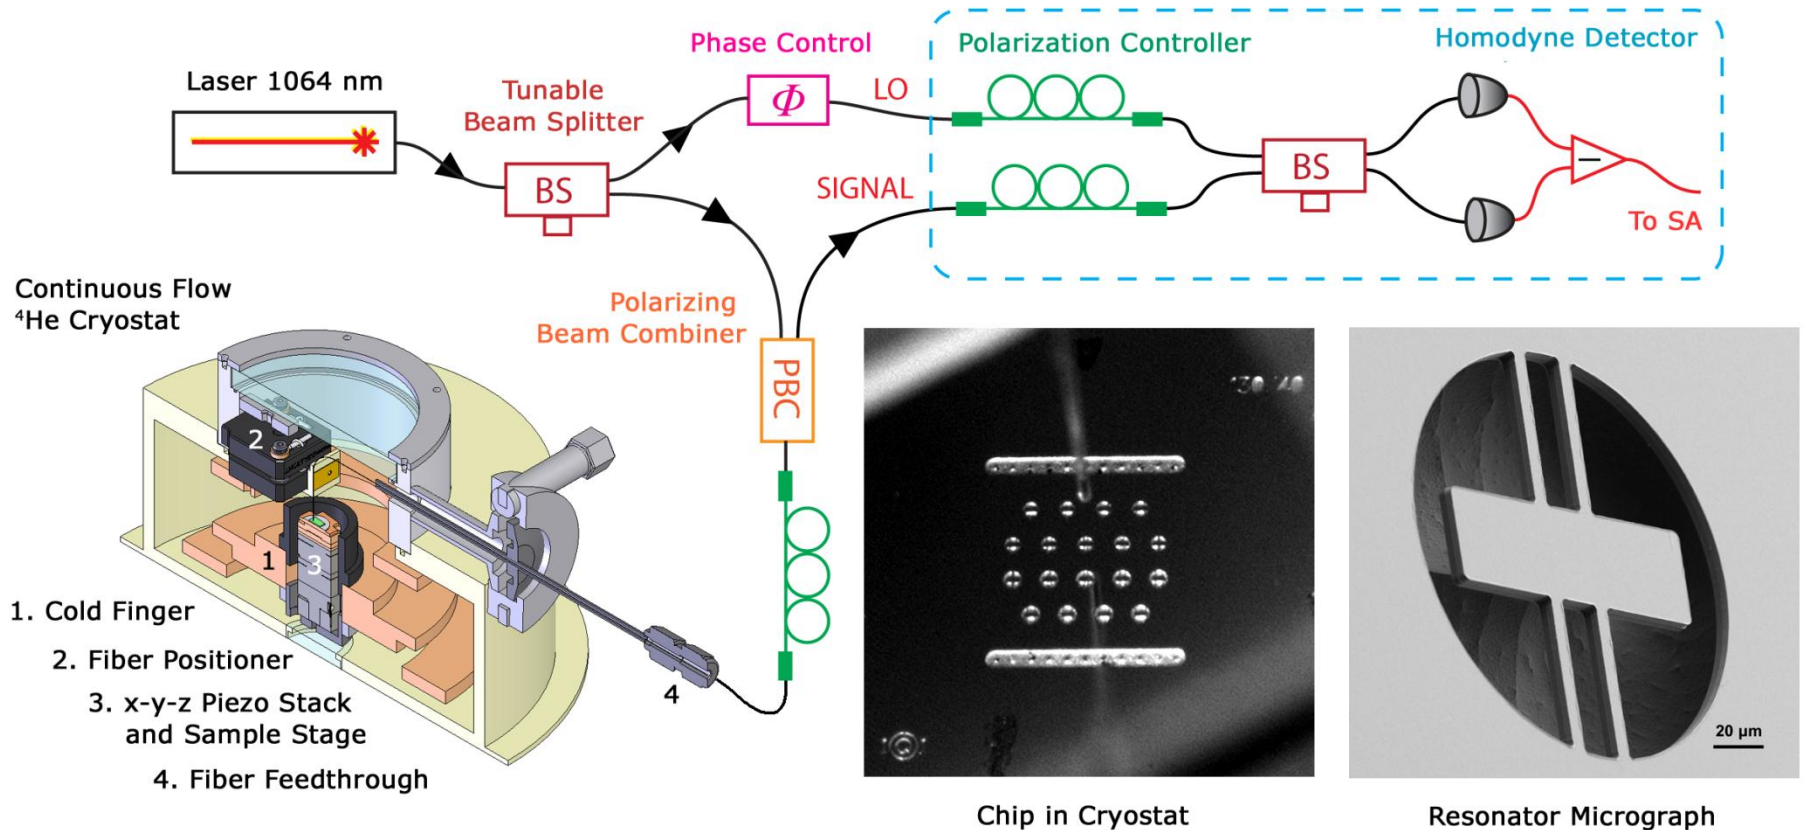 Laser 1064 nm
Tunable
Beam Splitter
BS
Phase Control
Φ
LO
SIGNAL
Polarization Controller
Homodyne Detector
BS
To SA
Polarizing
Beam Combiner
PBC
Continuous Flow
⁴He Cryostat
2
1
3
4
1. Cold Finger
2. Fiber Positioner
3. x-y-z Piezo Stack
and Sample Stage
4. Fiber Feedthrough
Chip in Cryostat
20 µm
Resonator Micrograph